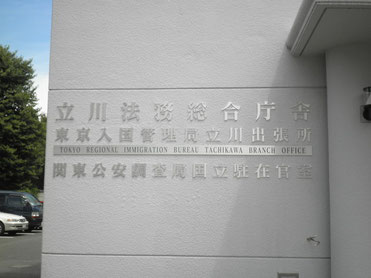 立川法務総合庁舎
東京入国管理局立川出張所
TOKYO REGIONAL IMMIGRATION BUREAU TACHIKAWA BRANCH OFFICE
関東公安調査局国立駐在官室